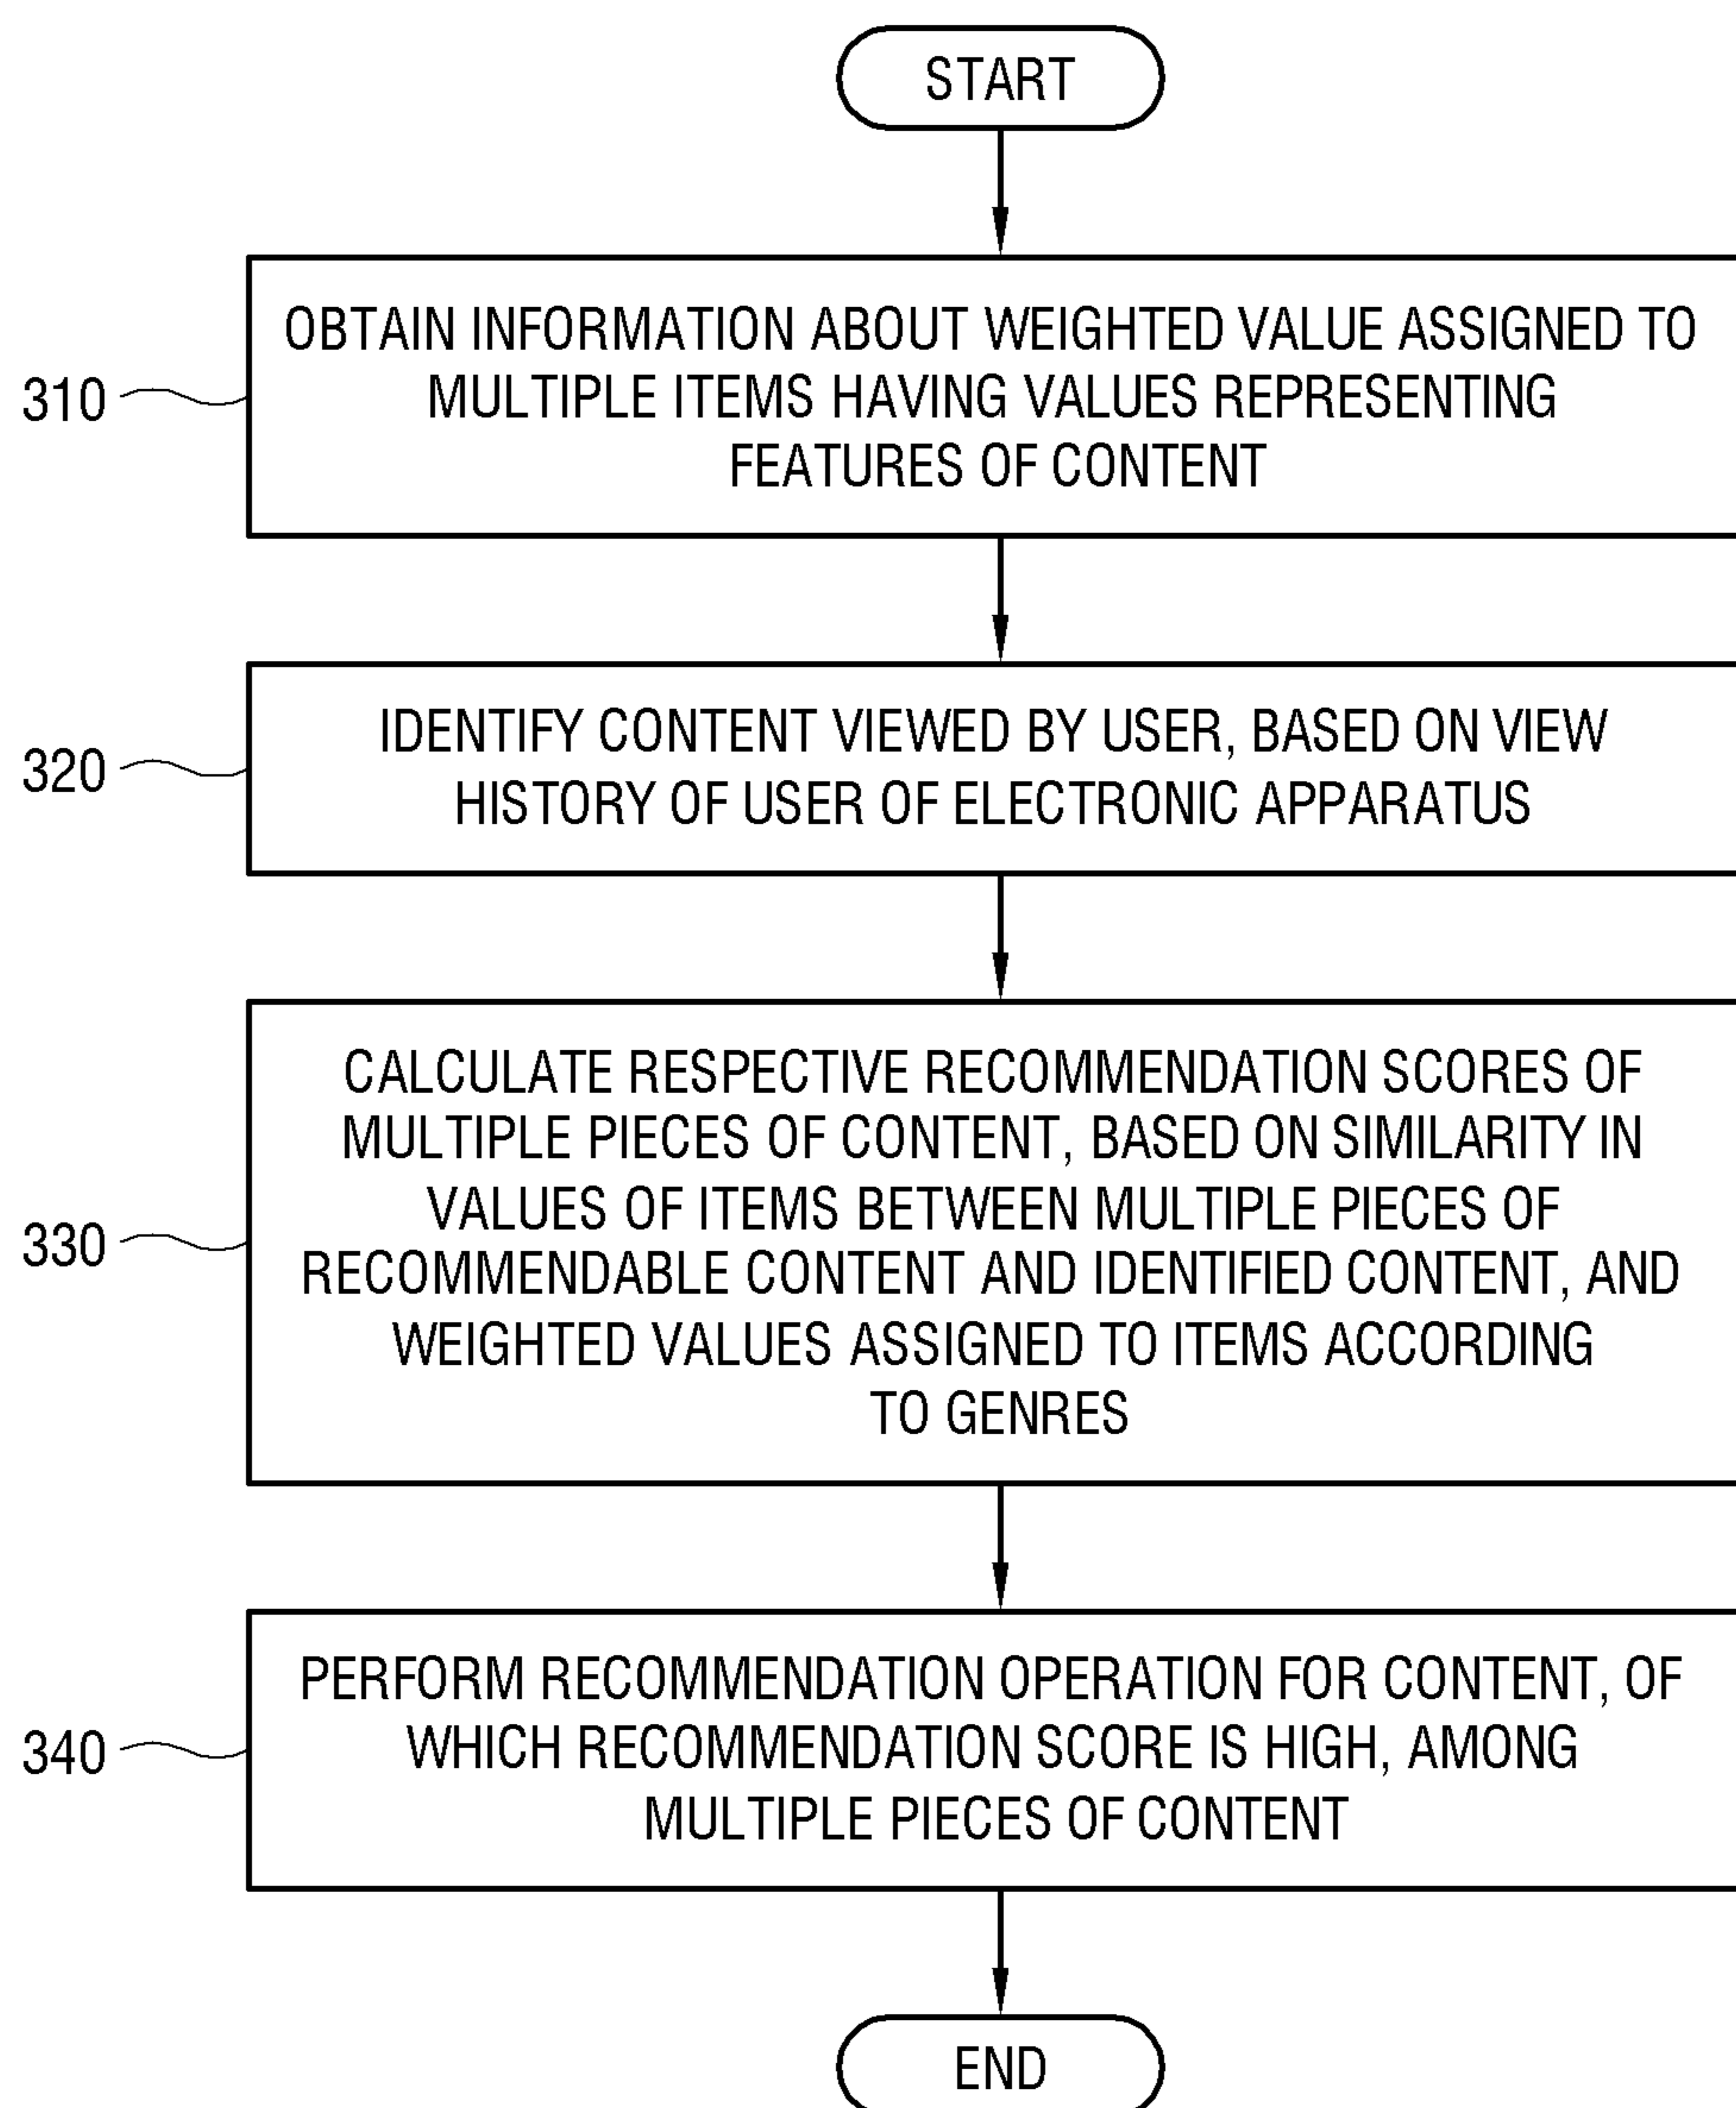 START
310
OBTAIN INFORMATION ABOUT WEIGHTED VALUE ASSIGNED TO
MULTIPLE ITEMS HAVING VALUES REPRESENTING
FEATURES OF CONTENT
320
IDENTIFY CONTENT VIEWED BY USER, BASED ON VIEW
HISTORY OF USER OF ELECTRONIC APPARATUS
330
CALCULATE RESPECTIVE RECOMMENDATION SCORES OF
MULTIPLE PIECES OF CONTENT, BASED ON SIMILARITY IN
VALUES OF ITEMS BETWEEN MULTIPLE PIECES OF
RECOMMENDABLE CONTENT AND IDENTIFIED CONTENT, AND
WEIGHTED VALUES ASSIGNED TO ITEMS ACCORDING
TO GENRES
340
PERFORM RECOMMENDATION OPERATION FOR CONTENT, OF
WHICH RECOMMENDATION SCORE IS HIGH, AMONG
MULTIPLE PIECES OF CONTENT
END